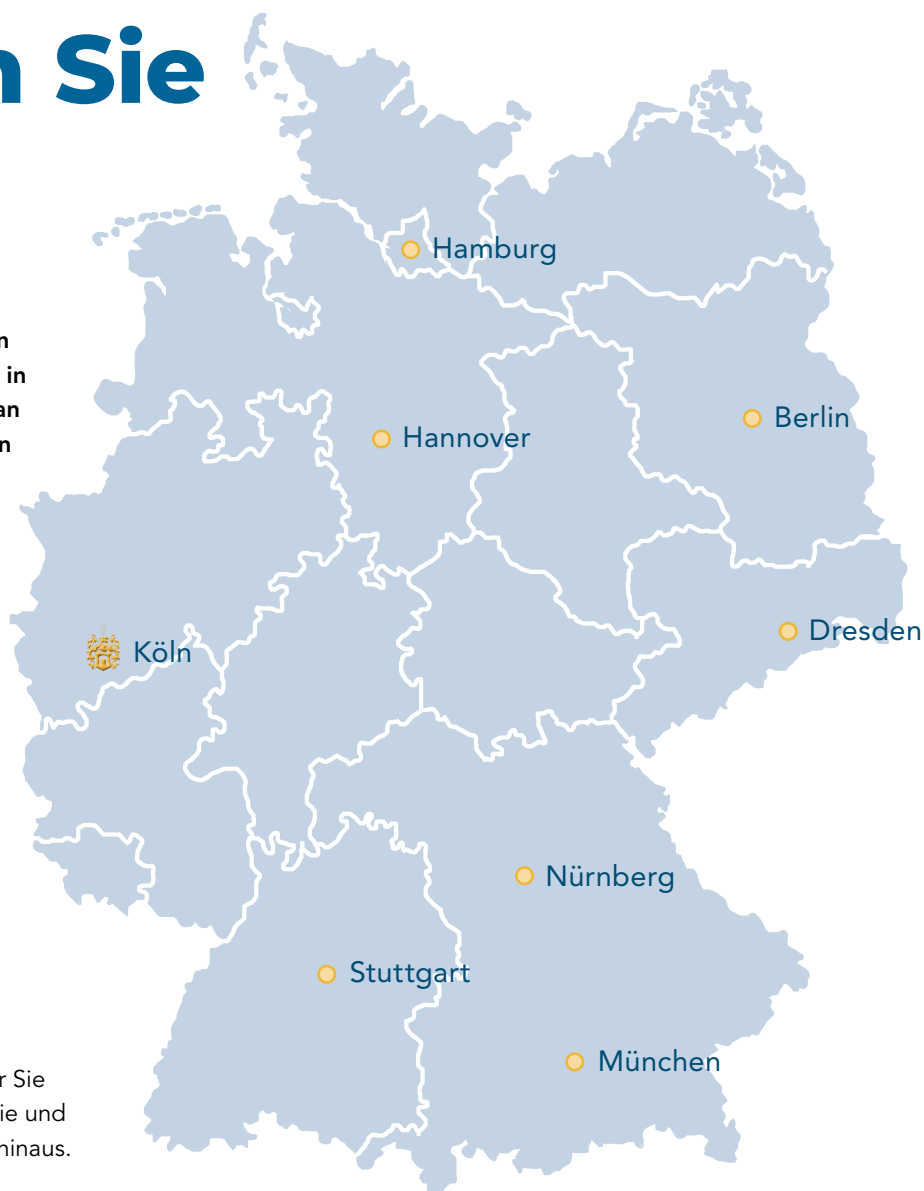 n Sie
Hamburg
n
in
an
n
Berlin
Hannover
Dresden
Köln
Nürnberg
Stuttgart
München
r Sie
ie und
hinaus.